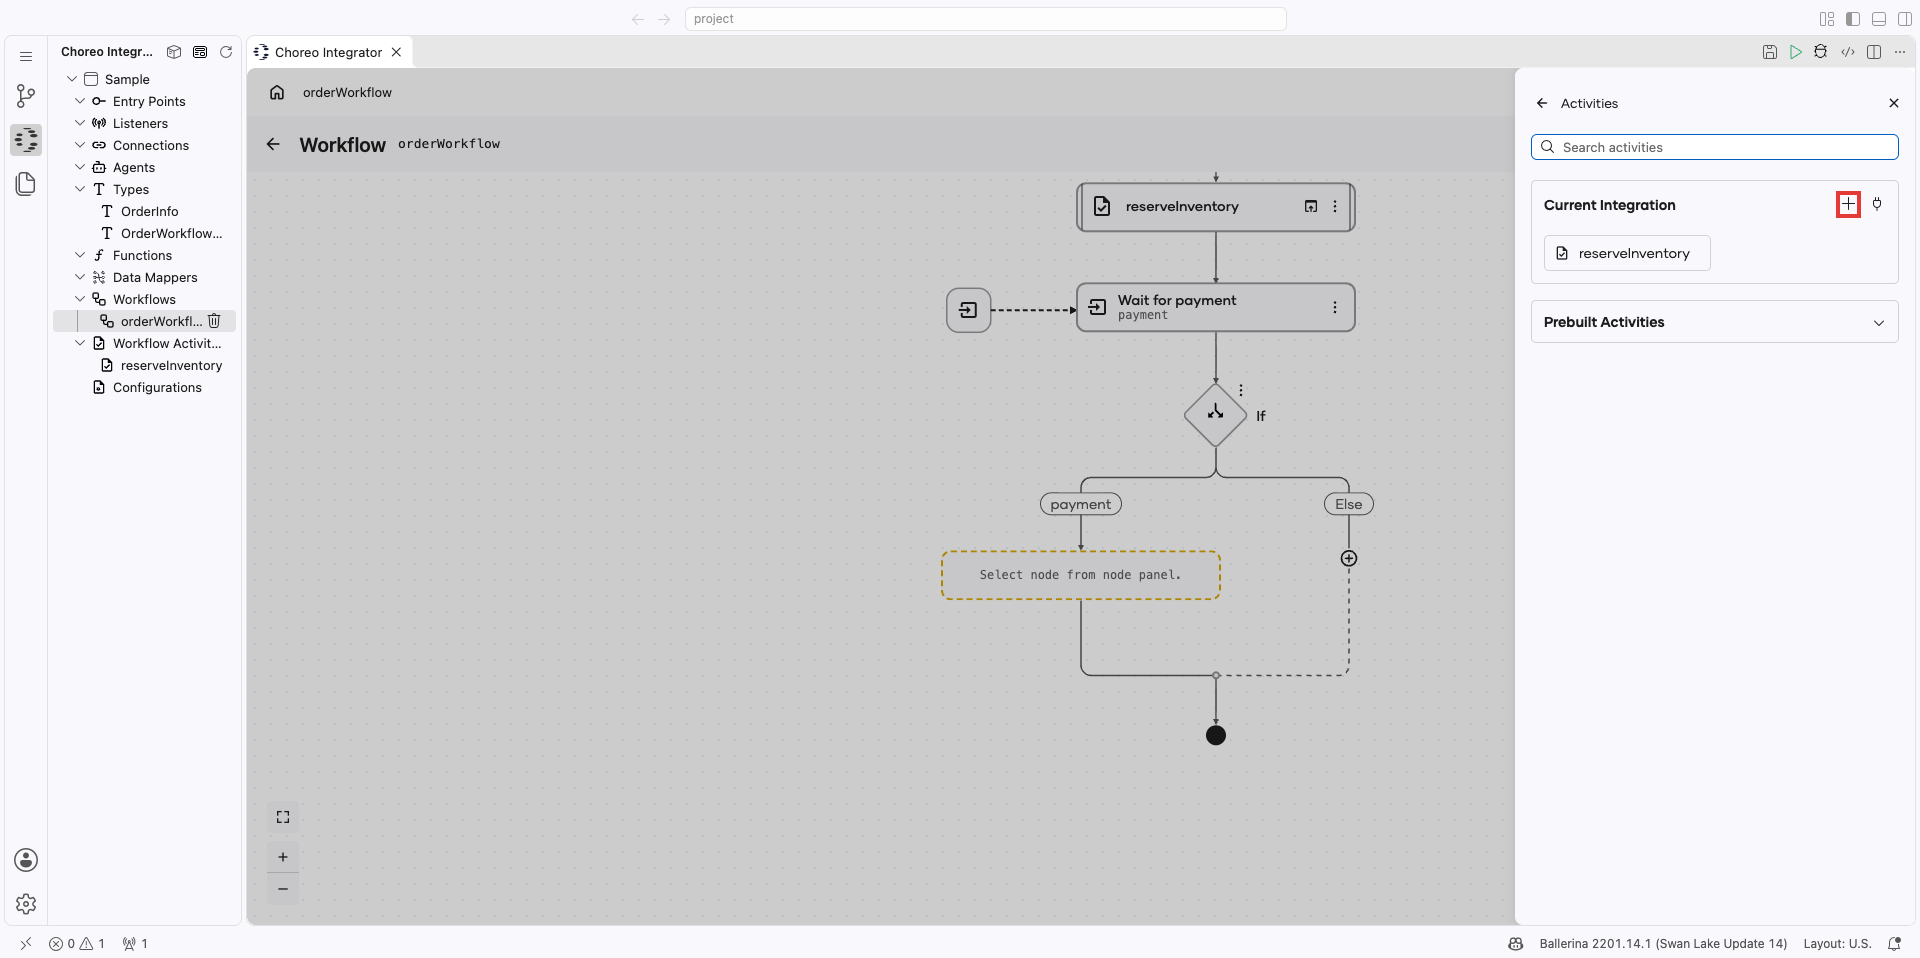 project
Choreo Integr...
Choreo Integrator
Sample
Entry Points
Listeners
Connections
Agents
Types
OrderInfo
OrderWorkflow...
Functions
Data Mappers
Workflows
orderWorkfl...
Workflow Activit...
reserveInventory
Configurations
orderWorkflow
Workflow orderWorkflow
reserveInventory
Wait for payment
payment
If
payment
Else
Select node from node panel.
Activities
Search activities
Current Integration
reserveInventory
Prebuilt Activities
0 1 1
Ballerina 2201.14.1 (Swan Lake Update 14)
Layout: U.S.